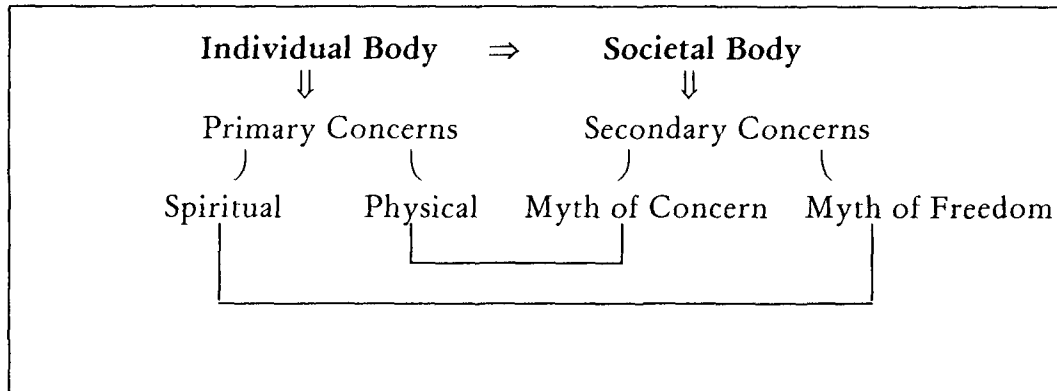 Individual Body ⇒ Societal Body
⇓ ⇓
Primary Concerns Secondary Concerns
Spiritual Physical Myth of Concern Myth of Freedom